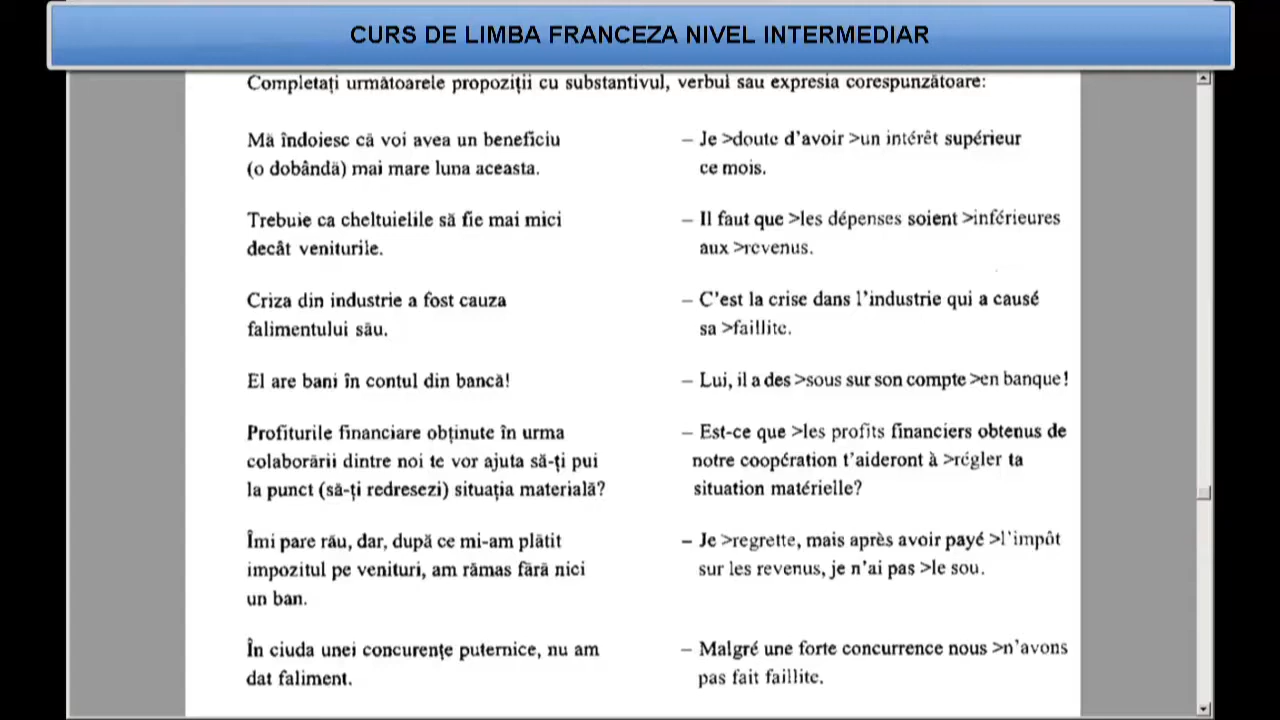 CURS DE LIMBA FRANCEZA NIVEL INTERMEDIAR
Completați următoarele propoziții cu substantivul, verbul sau expresia corespunzătoare:
Mă îndoiesc că voi avea un beneficiu
(o dobândă) mai mare luna aceasta.
– Je >doute d'avoir >un intérêt supérieur
ce mois.
Trebuie ca cheltuielile să fie mai mici
decât veniturile.
– Il faut que >les dépenses soient >inférieures
aux >revenus.
Criza din industrie a fost cauza
falimentului său.
– C'est la crise dans l'industrie qui a causé
sa >faillite.
El are bani în contul din bancă!
– Lui, il a des >sous sur son compte >en banque!
Profiturile financiare obținute în urma
colaborării dintre noi te vor ajuta să-ți pui
la punct (să-ți redresezi) situația materială?
– Est-ce que >les profits financiers obtenus de
notre coopération t'aideront à >régler ta
situation matérielle?
Îmi pare rău, dar, după ce mi-am plătit
impozitul pe venituri, am rămas fără nici
un ban.
– Je >regrette, mais après avoir payé >l'impôt
sur les revenus, je n'ai pas >le sou.
În ciuda unei concurențe puternice, nu am
dat faliment.
– Malgré une forte concurrence nous >n'avons
pas fait faillite.